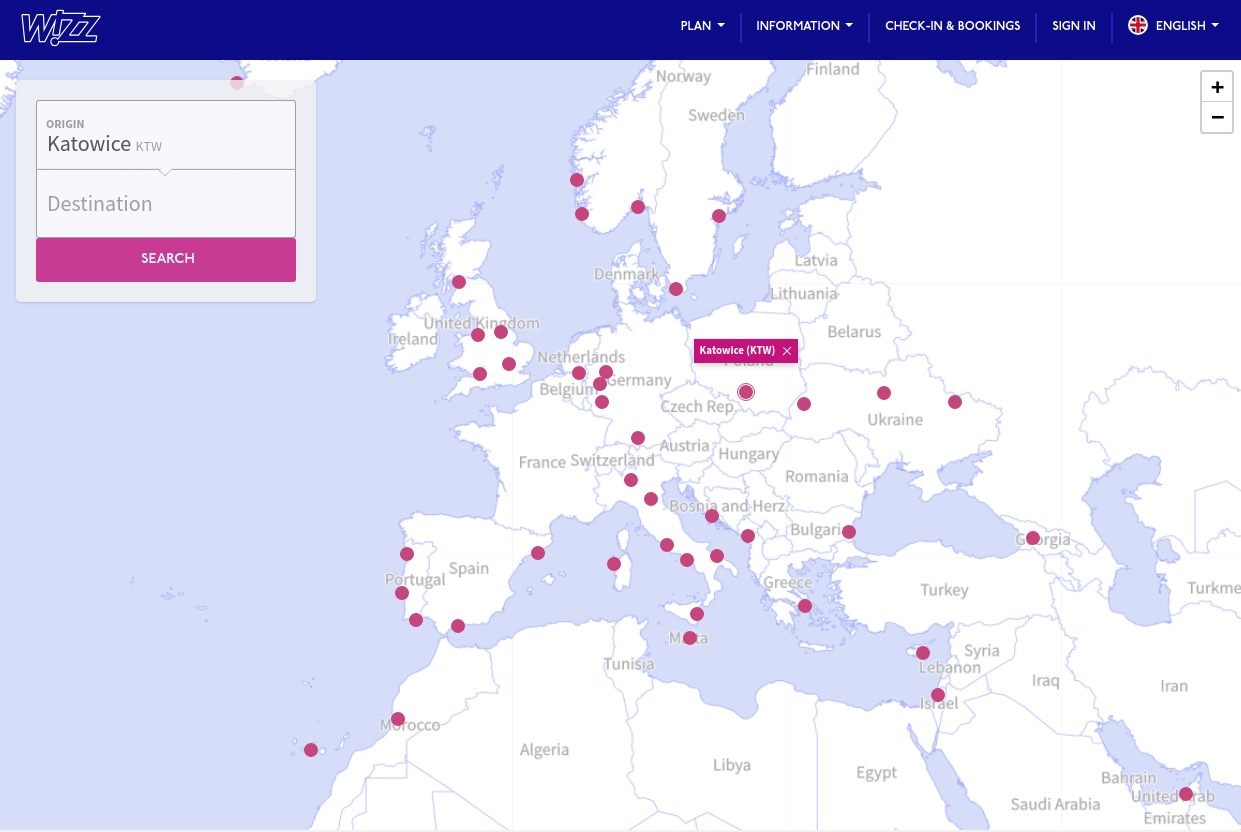 WIZZ
PLAN
INFORMATION
CHECK-IN & BOOKINGS
SIGN IN
ENGLISH
ORIGIN
Katowice KTW
Destination
SEARCH
+
−
Norway
Finland
Sweden
Latvia
Denmark
Lithuania
United Kingdom
Ireland
Belarus
Katowice (KTW)
Netherlands
Poland
Germany
Belgium
Czech Rep.
Ukraine
Austria
Hungary
France
Switzerland
Romania
Bosnia and Herz.
Bulgaria
Georgia
Spain
Portugal
Greece
Turkey
Turkme
Malta
Tunisia
Syria
Lebanon
Iraq
Iran
Israel
Morocco
Algeria
Libya
Egypt
Bahrain
United Arab
Emirates
Saudi Arabia